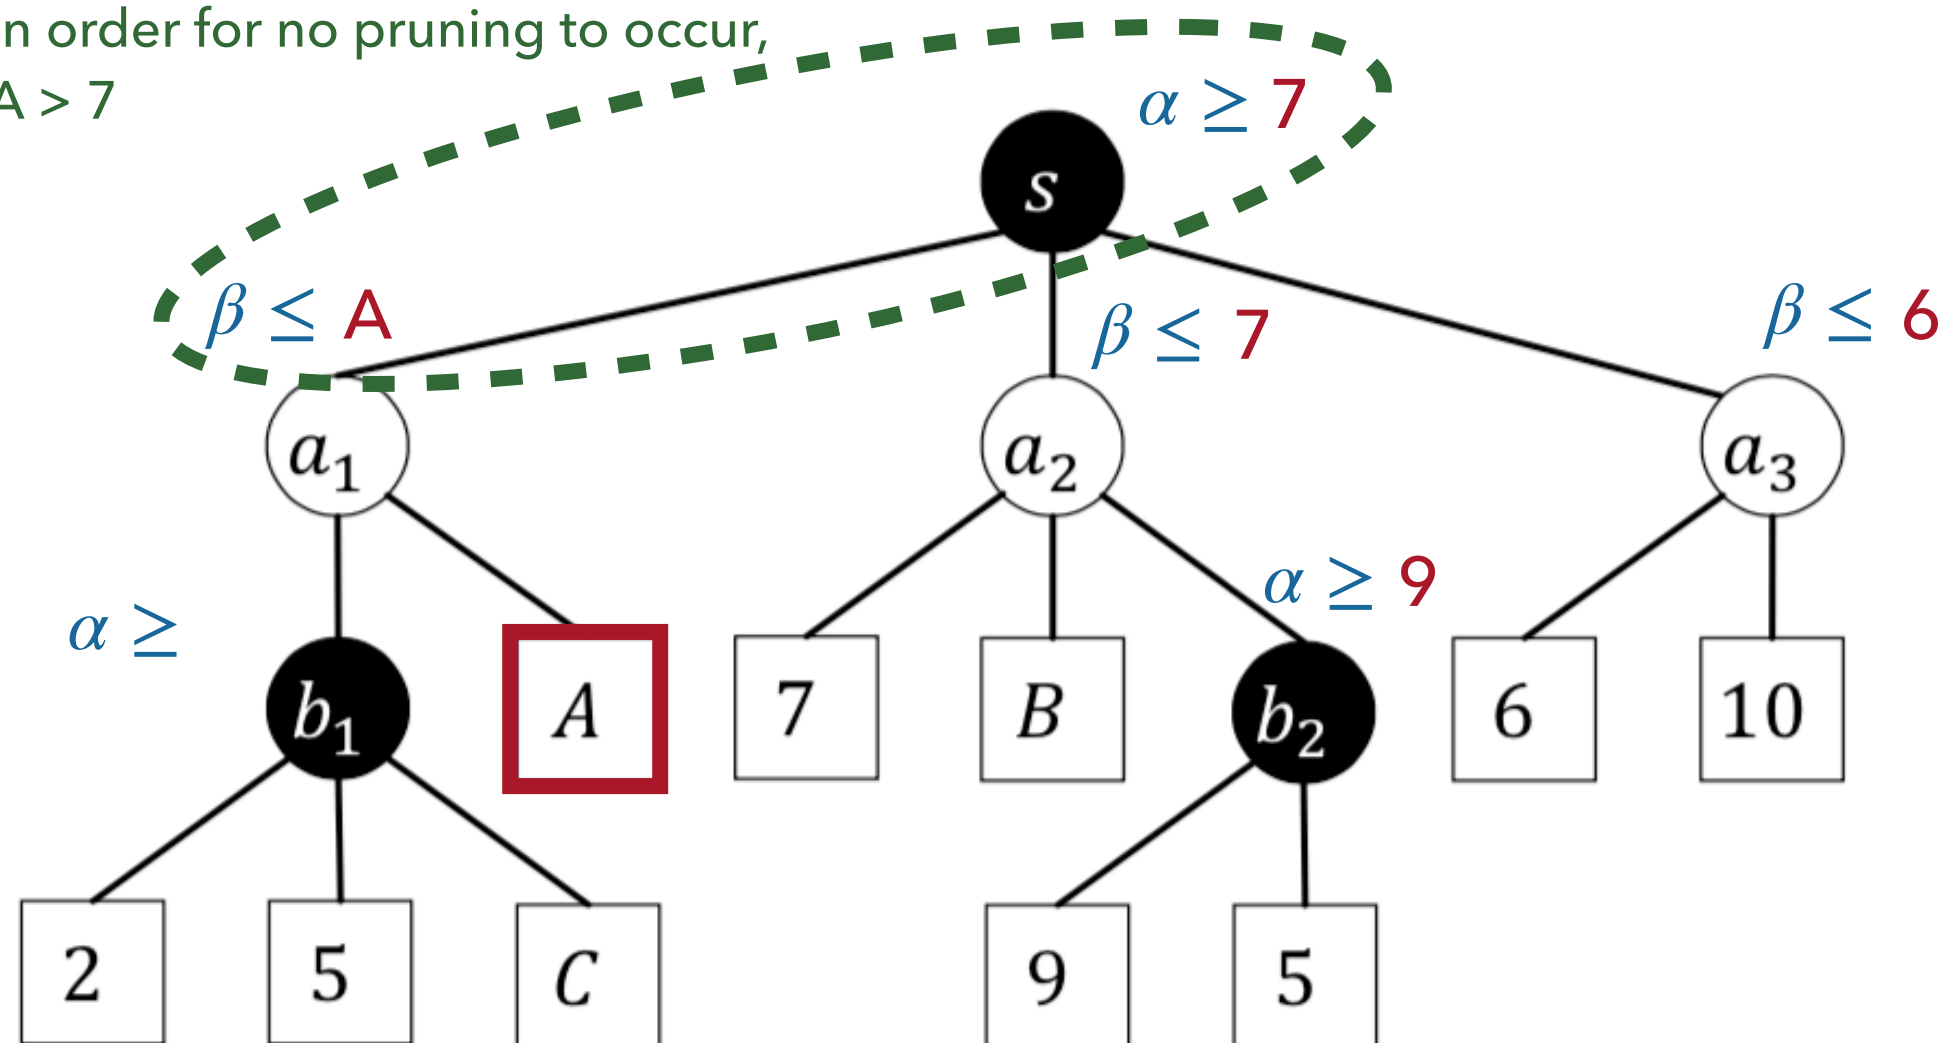 n order for no pruning to occur,
A > 7
α ≥ 7
s
β ≤ A
β ≤ 7
β ≤ 6
a₁
a₂
a₃
α ≥
α ≥ 9
b₁
A
7
B
b₂
6
10
2
5
C
9
5